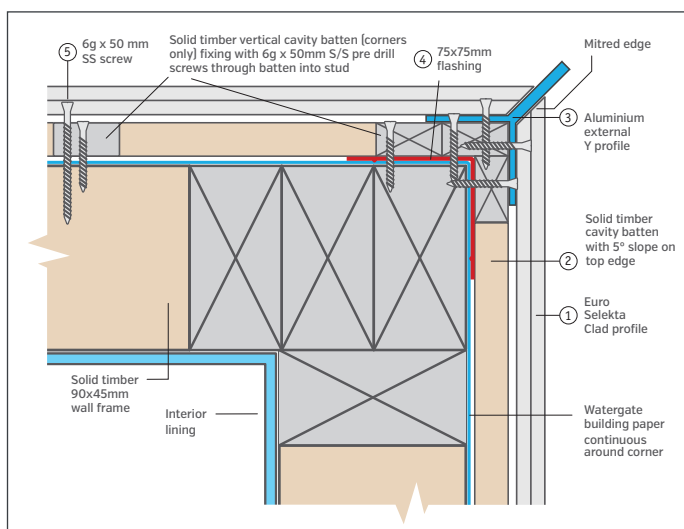 5 6g x 50 mm
SS screw
Solid timber vertical cavity batten (corners
only) fixing with 6g x 50mm S/S pre drill
screws through batten into stud
4 75x75mm
flashing
Mitred edge
3 Aluminium
external
Y profile
Solid timber
cavity batten
with 5º slope on
top edge
2
1 Euro
Selekta
Clad profile
Solid timber
90x45mm
wall frame
Interior
lining
Watergate
building paper
continuous
around corner